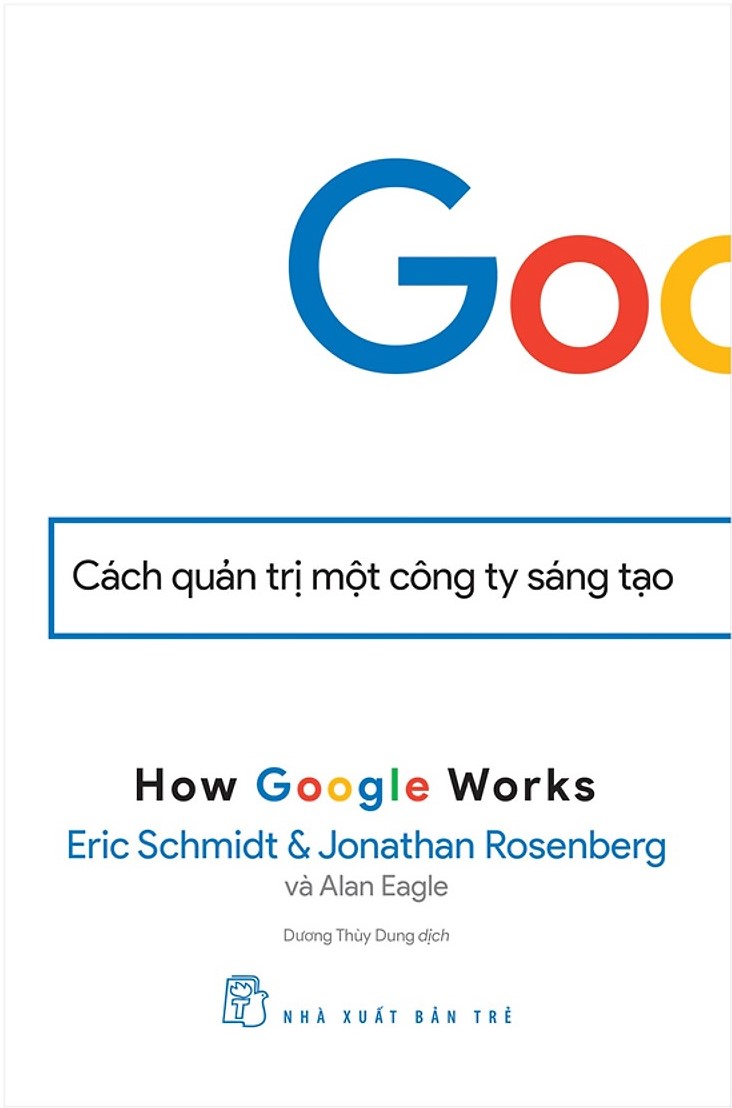 Goo
Cách quản trị một công ty sáng tạo
How Google Works
Eric Schmidt & Jonathan Rosenberg
và Alan Eagle
Dương Thùy Dung dịch
T
NHÀ XUẤT BẢN TRẺ